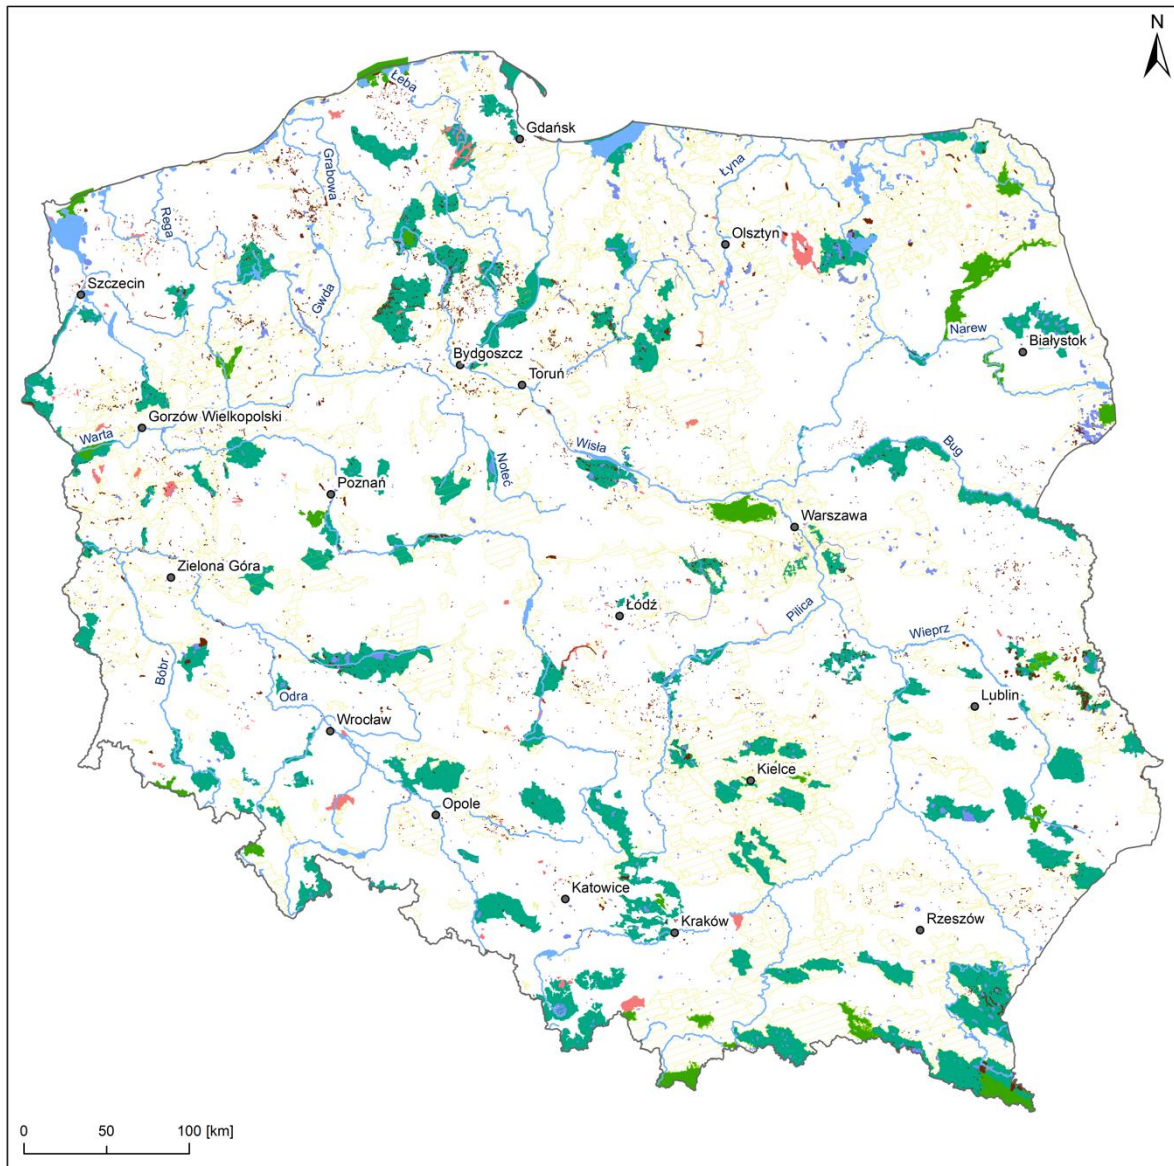 N
Łeba
Gdańsk
Grabowa
Łyna
Rega
Olsztyn
Szczecin
Gwda
Narew
Białystok
Bydgoszcz
Toruń
Gorzów Wielkopolski
Warta
Wisła
Bug
Noteć
Poznań
Warszawa
Zielona Góra
Łódź
Pilica
Wieprz
Bóbr
Odra
Lublin
Wrocław
Kielce
Opole
Katowice
Kraków
Rzeszów
0 50 100 [km]